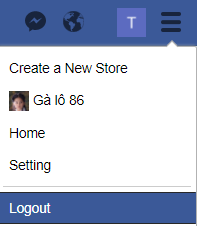 T
Create a New Store
Gà lô 86
Home
Setting
Logout